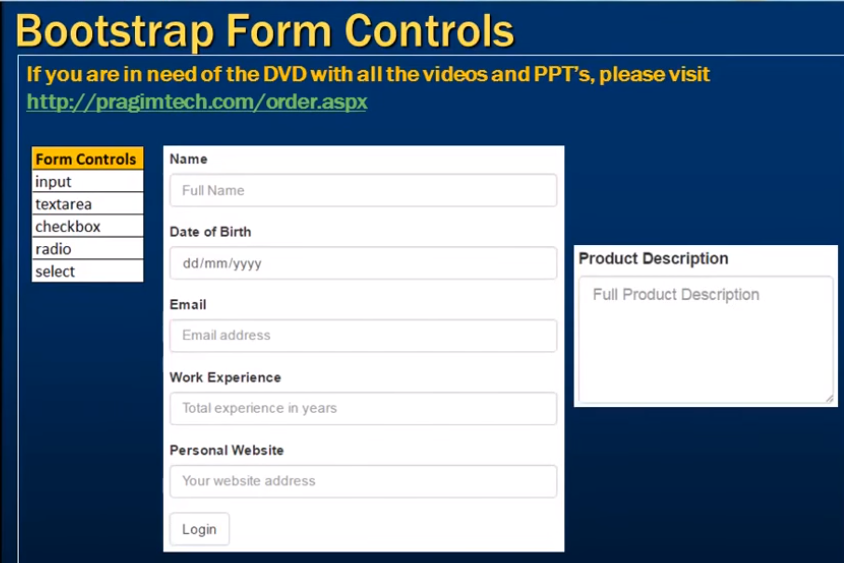 Bootstrap Form Controls
If you are in need of the DVD with all the videos and PPT's, please visit
http://pragimtech.com/order.aspx
Form Controls
input
textarea
checkbox
radio
select
Name
Full Name
Date of Birth
dd/mm/yyyy
Email
Email address
Work Experience
Total experience in years
Personal Website
Your website address
Login
Product Description
Full Product Description